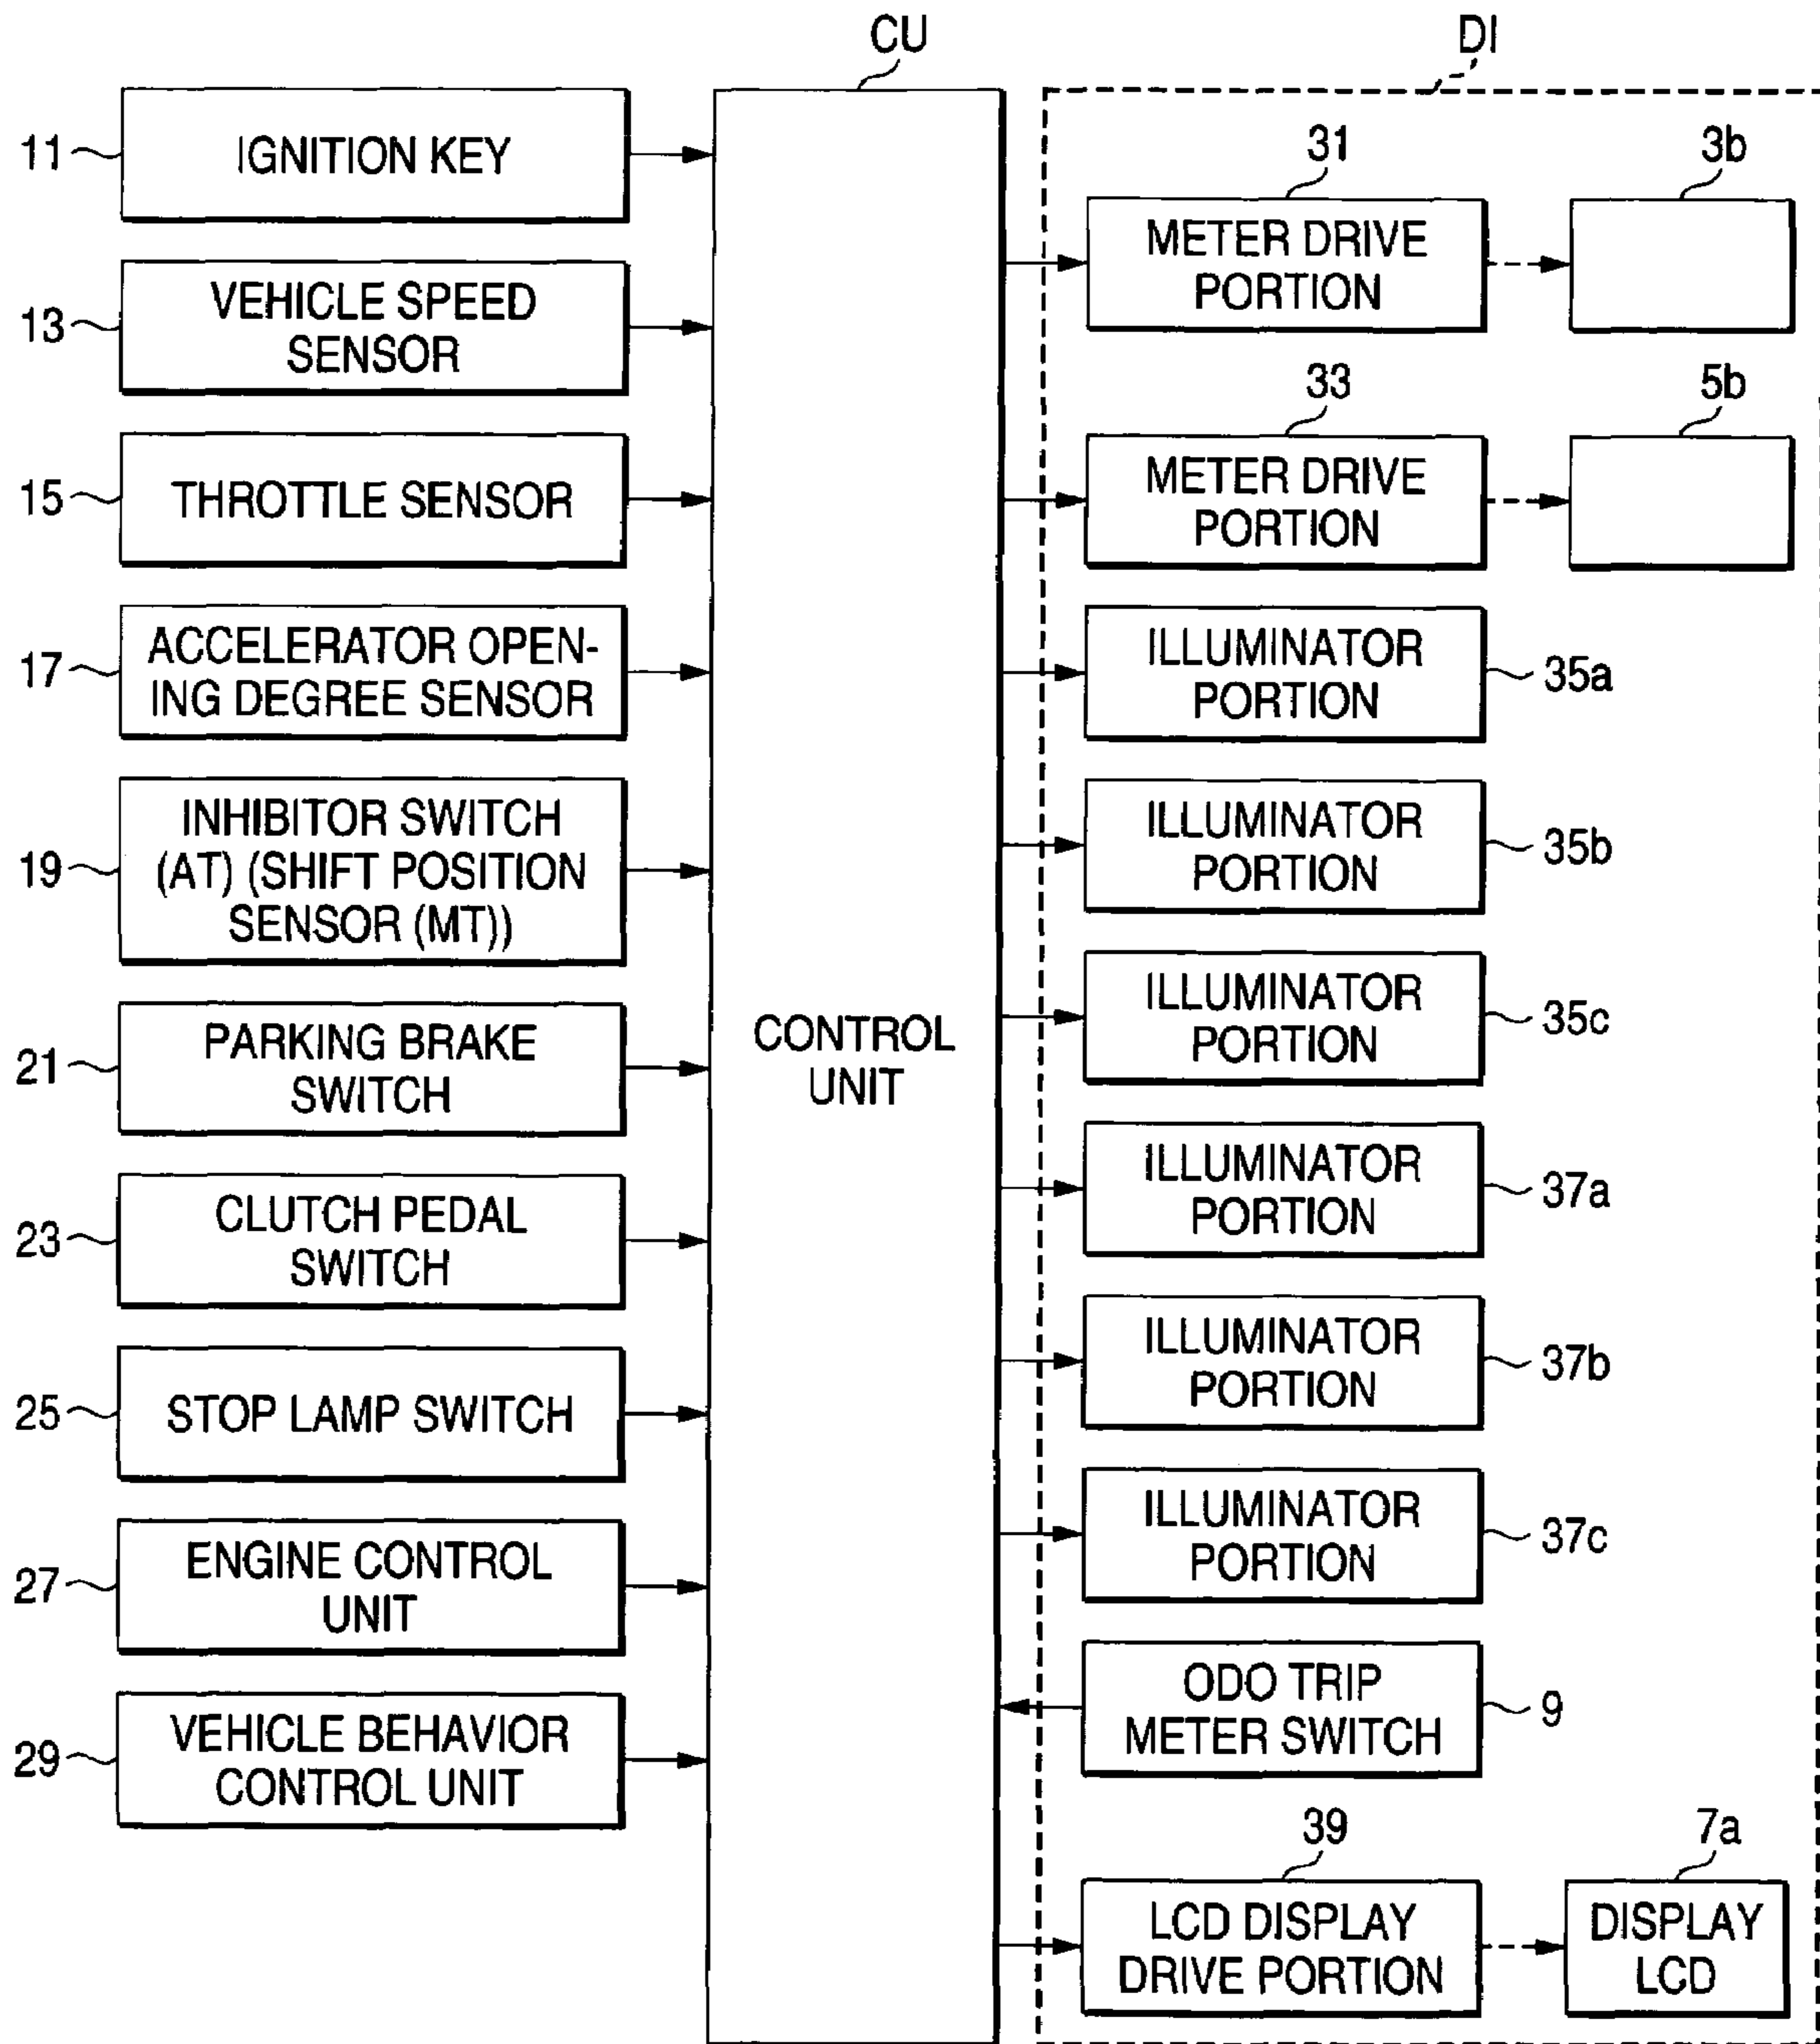 CU
DI
11
IGNITION KEY
13
VEHICLE SPEED
SENSOR
15
THROTTLE SENSOR
17
ACCELERATOR OPEN-
ING DEGREE SENSOR
19
INHIBITOR SWITCH
(AT) (SHIFT POSITION
SENSOR (MT))
21
PARKING BRAKE
SWITCH
23
CLUTCH PEDAL
SWITCH
25
STOP LAMP SWITCH
27
ENGINE CONTROL
UNIT
29
VEHICLE BEHAVIOR
CONTROL UNIT
CONTROL
UNIT
31
METER DRIVE
PORTION
3b
33
METER DRIVE
PORTION
5b
ILLUMINATOR
PORTION
35a
ILLUMINATOR
PORTION
35b
ILLUMINATOR
PORTION
35c
ILLUMINATOR
PORTION
37a
ILLUMINATOR
PORTION
37b
ILLUMINATOR
PORTION
37c
ODO TRIP
METER SWITCH
9
39
LCD DISPLAY
DRIVE PORTION
7a
DISPLAY
LCD